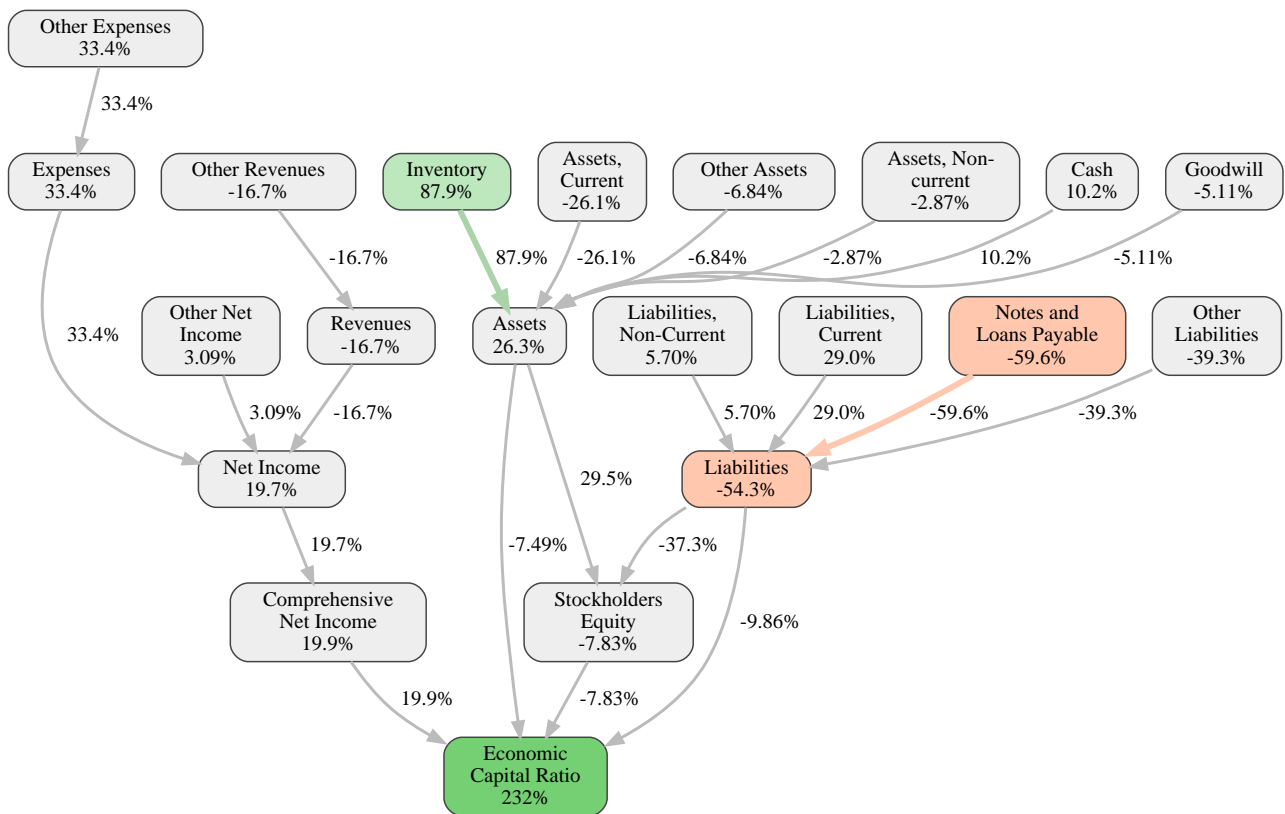 Other Expenses
33.4%
33.4%
Expenses
33.4%
Other Revenues
-16.7%
Inventory
87.9%
Assets,
Current
-26.1%
Other Assets
-6.84%
Assets, Non-
current
-2.87%
Cash
10.2%
Goodwill
-5.11%
-16.7%
87.9%
-26.1%
-6.84%
-2.87%
10.2%
-5.11%
33.4%
Other Net
Income
3.09%
Revenues
-16.7%
Assets
26.3%
Liabilities,
Non-Current
5.70%
Liabilities,
Current
29.0%
Notes and
Loans Payable
-59.6%
Other
Liabilities
-39.3%
3.09%
-16.7%
5.70%
29.0%
-59.6%
-39.3%
Net Income
19.7%
29.5%
Liabilities
-54.3%
19.7%
-7.49%
-37.3%
Comprehensive
Net Income
19.9%
Stockholders
Equity
-7.83%
-9.86%
19.9%
-7.83%
Economic
Capital Ratio
232%